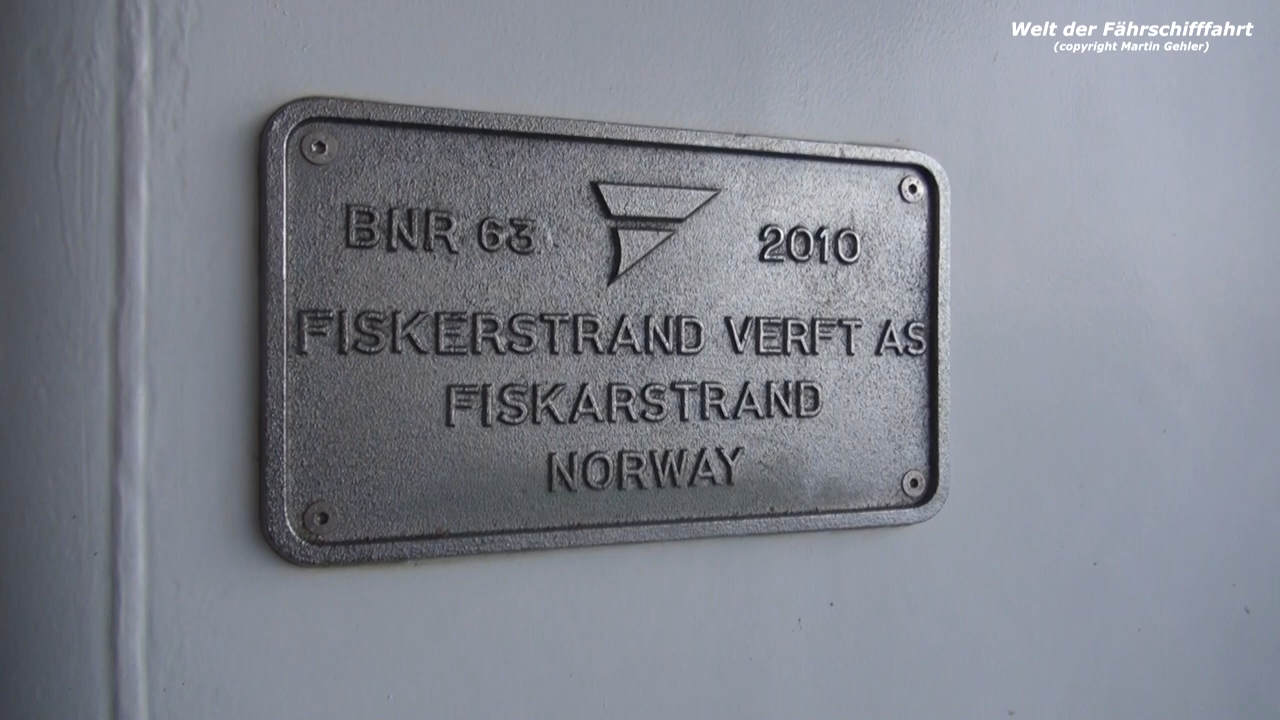 Welt der Fährschifffahrt
(copyright Martin Gehler)
BNR 63 2010
FISKERSTRAND VERFT AS
FISKARSTRAND
NORWAY